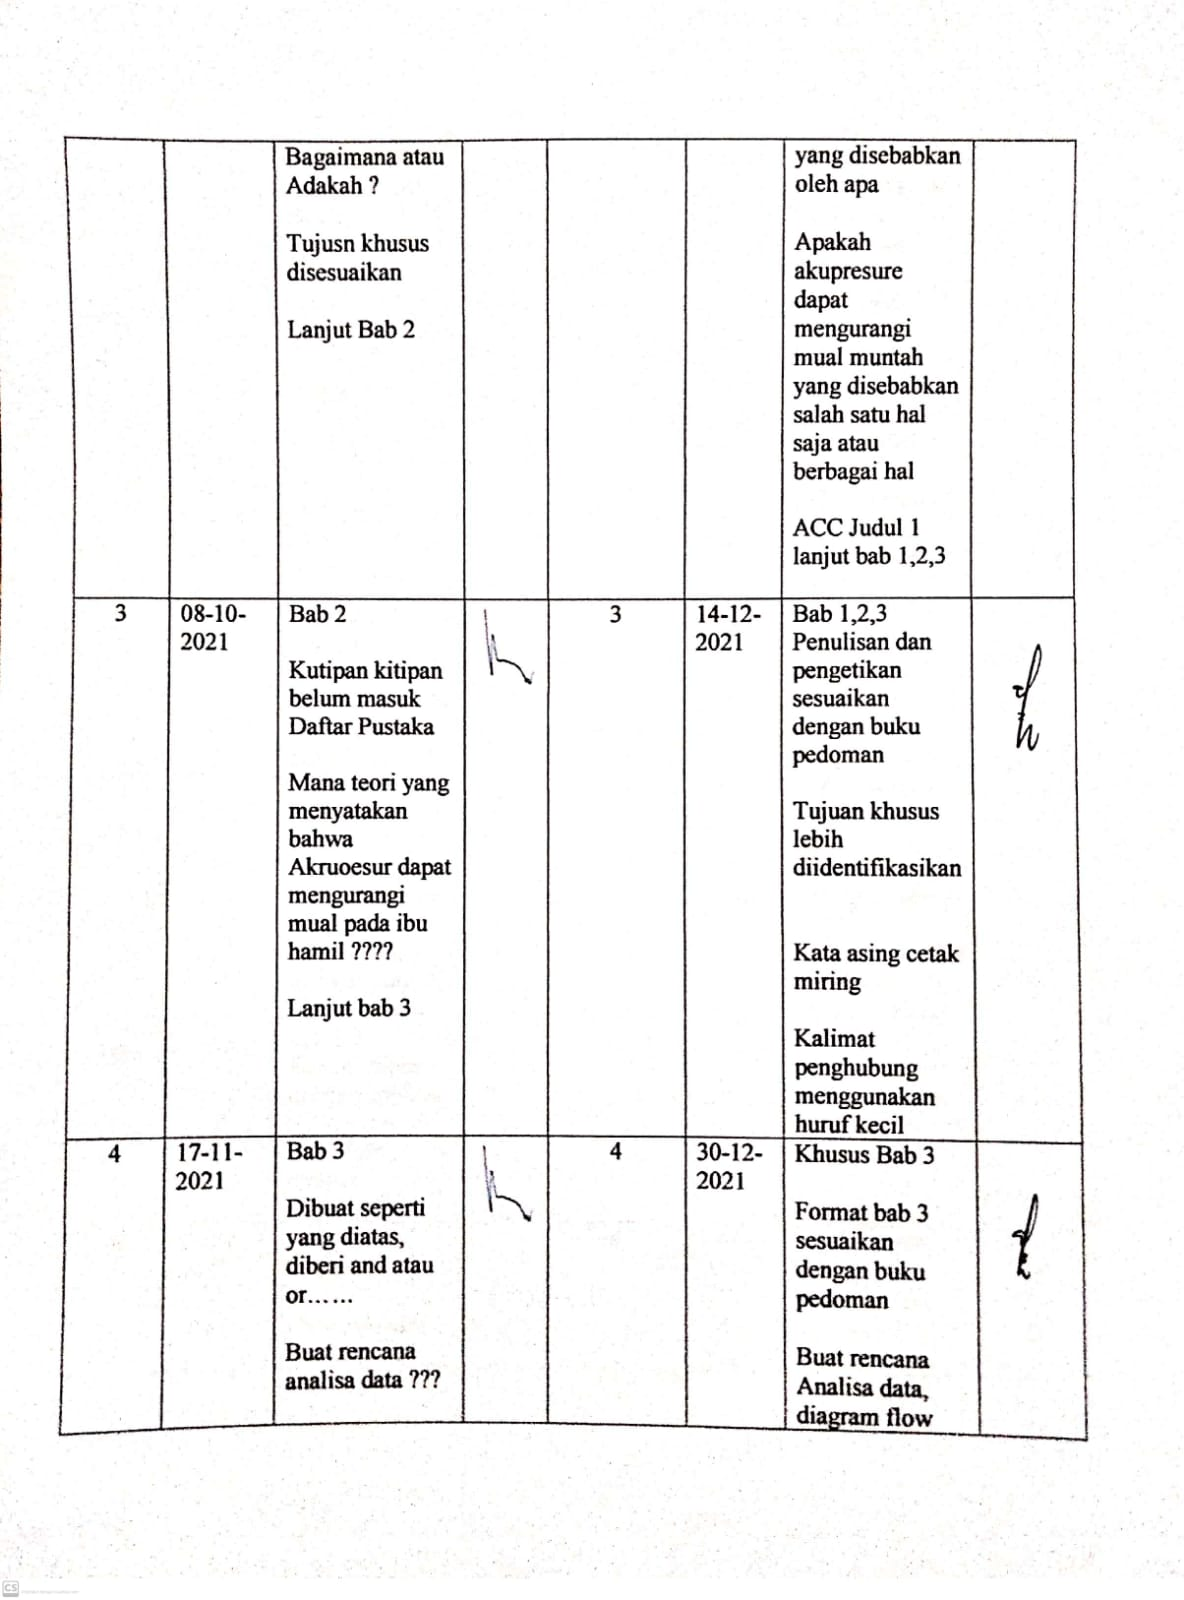 Bagaimana atau
Adakah ?
Tujusn khusus
disesuaikan
Lanjut Bab 2
yang disebabkan
oleh apa
Apakah
akupresure
dapat
mengurangi
mual muntah
yang disebabkan
salah satu hal
saja atau
berbagai hal
ACC Judul 1
lanjut bab 1,2,3
3
08-10-
2021
Bab 2
Kutipan kitipan
belum masuk
Daftar Pustaka
Mana teori yang
menyatakan
bahwa
Akruoesur dapat
mengurangi
mual pada ibu
hamil ????
Lanjut bab 3
3
14-12-
2021
Bab 1,2,3
Penulisan dan
pengetikan
sesuaikan
dengan buku
pedoman
Tujuan khusus
lebih
diidentifikasikan
Kata asing cetak
miring
Kalimat
penghubung
menggunakan
huruf kecil
4
17-11-
2021
Bab 3
Dibuat seperti
yang diatas,
diberi and atau
or......
Buat rencana
analisa data ???
4
30-12-
2021
Khusus Bab 3
Format bab 3
sesuaikan
dengan buku
pedoman
Buat rencana
Analisa data,
diagram flow
CS